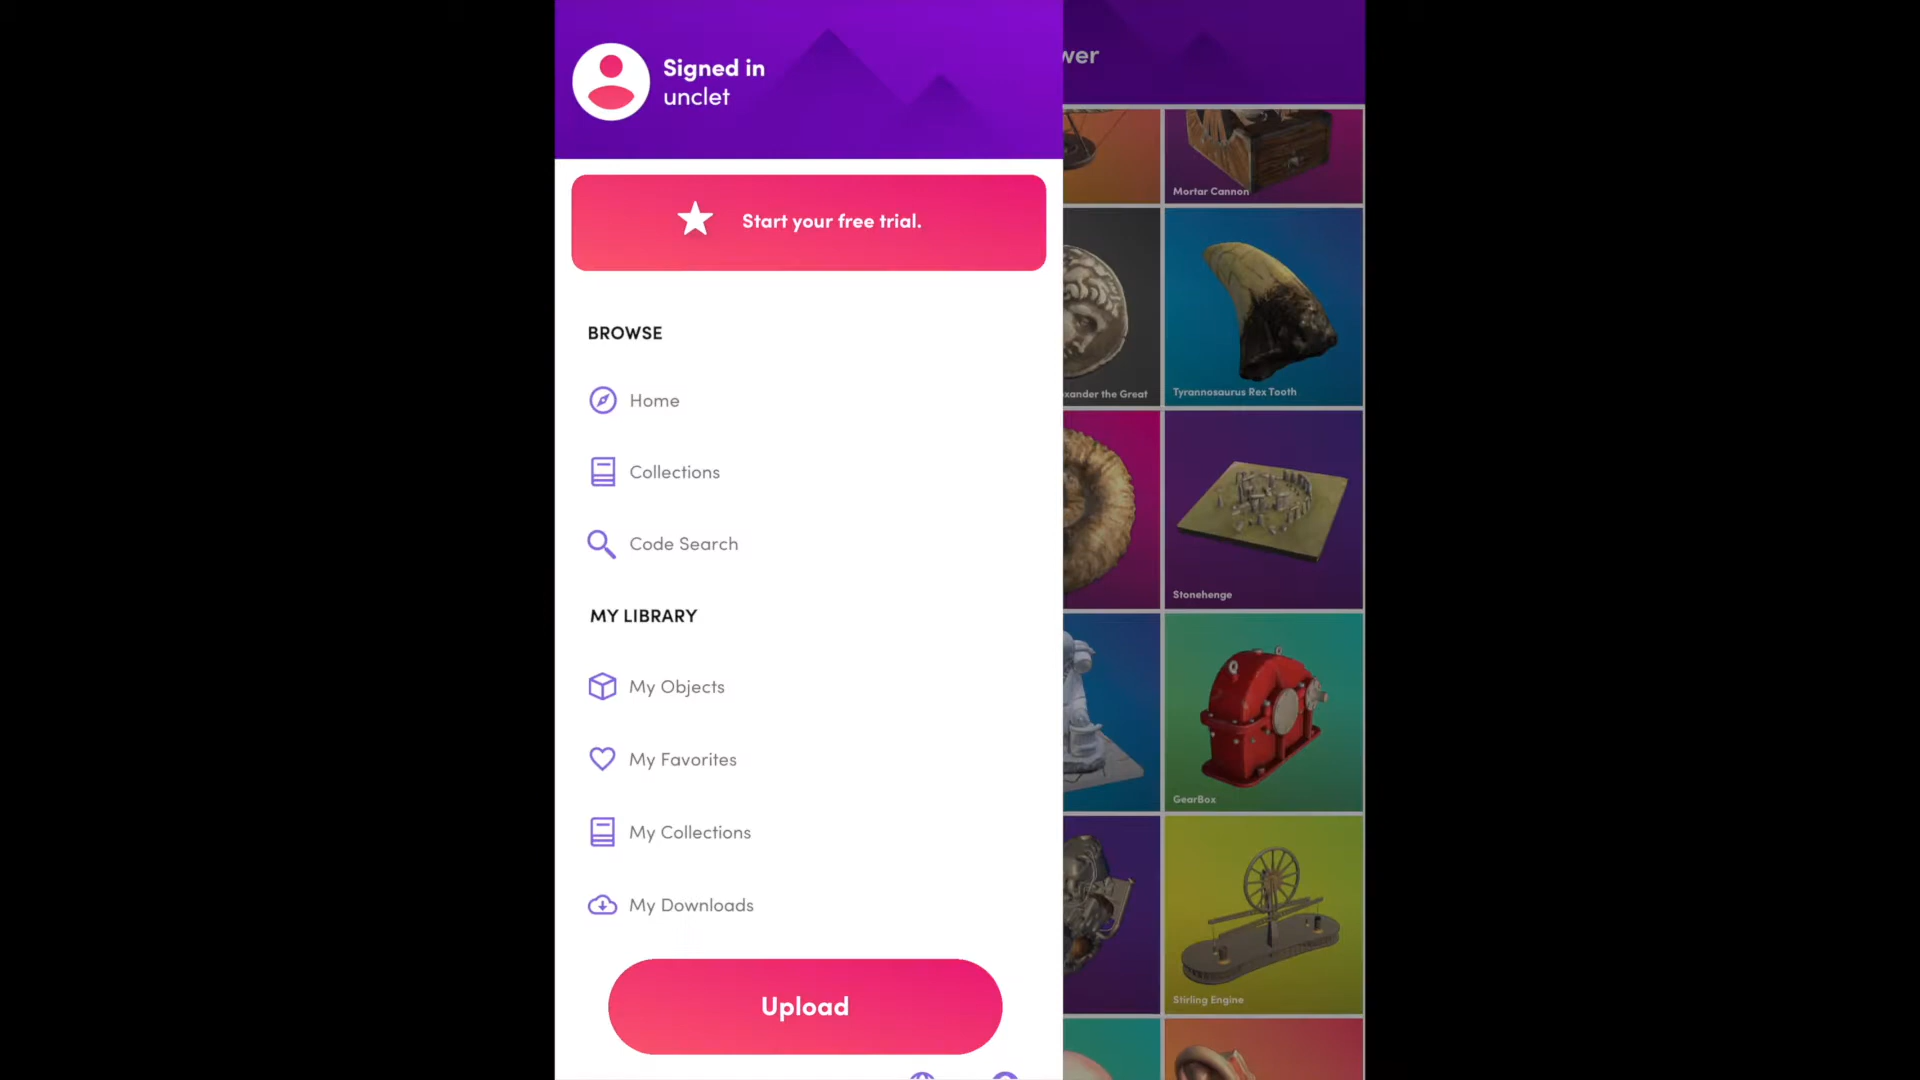 Signed in
unclet
Start your free trial.
BROWSE
Home
Collections
Code Search
MY LIBRARY
My Objects
My Favorites
My Collections
My Downloads
Upload
wer
Mortar Cannon
xander the Great
Tyrannosaurus Rex Tooth
Stonehenge
GearBox
Stirling Engine